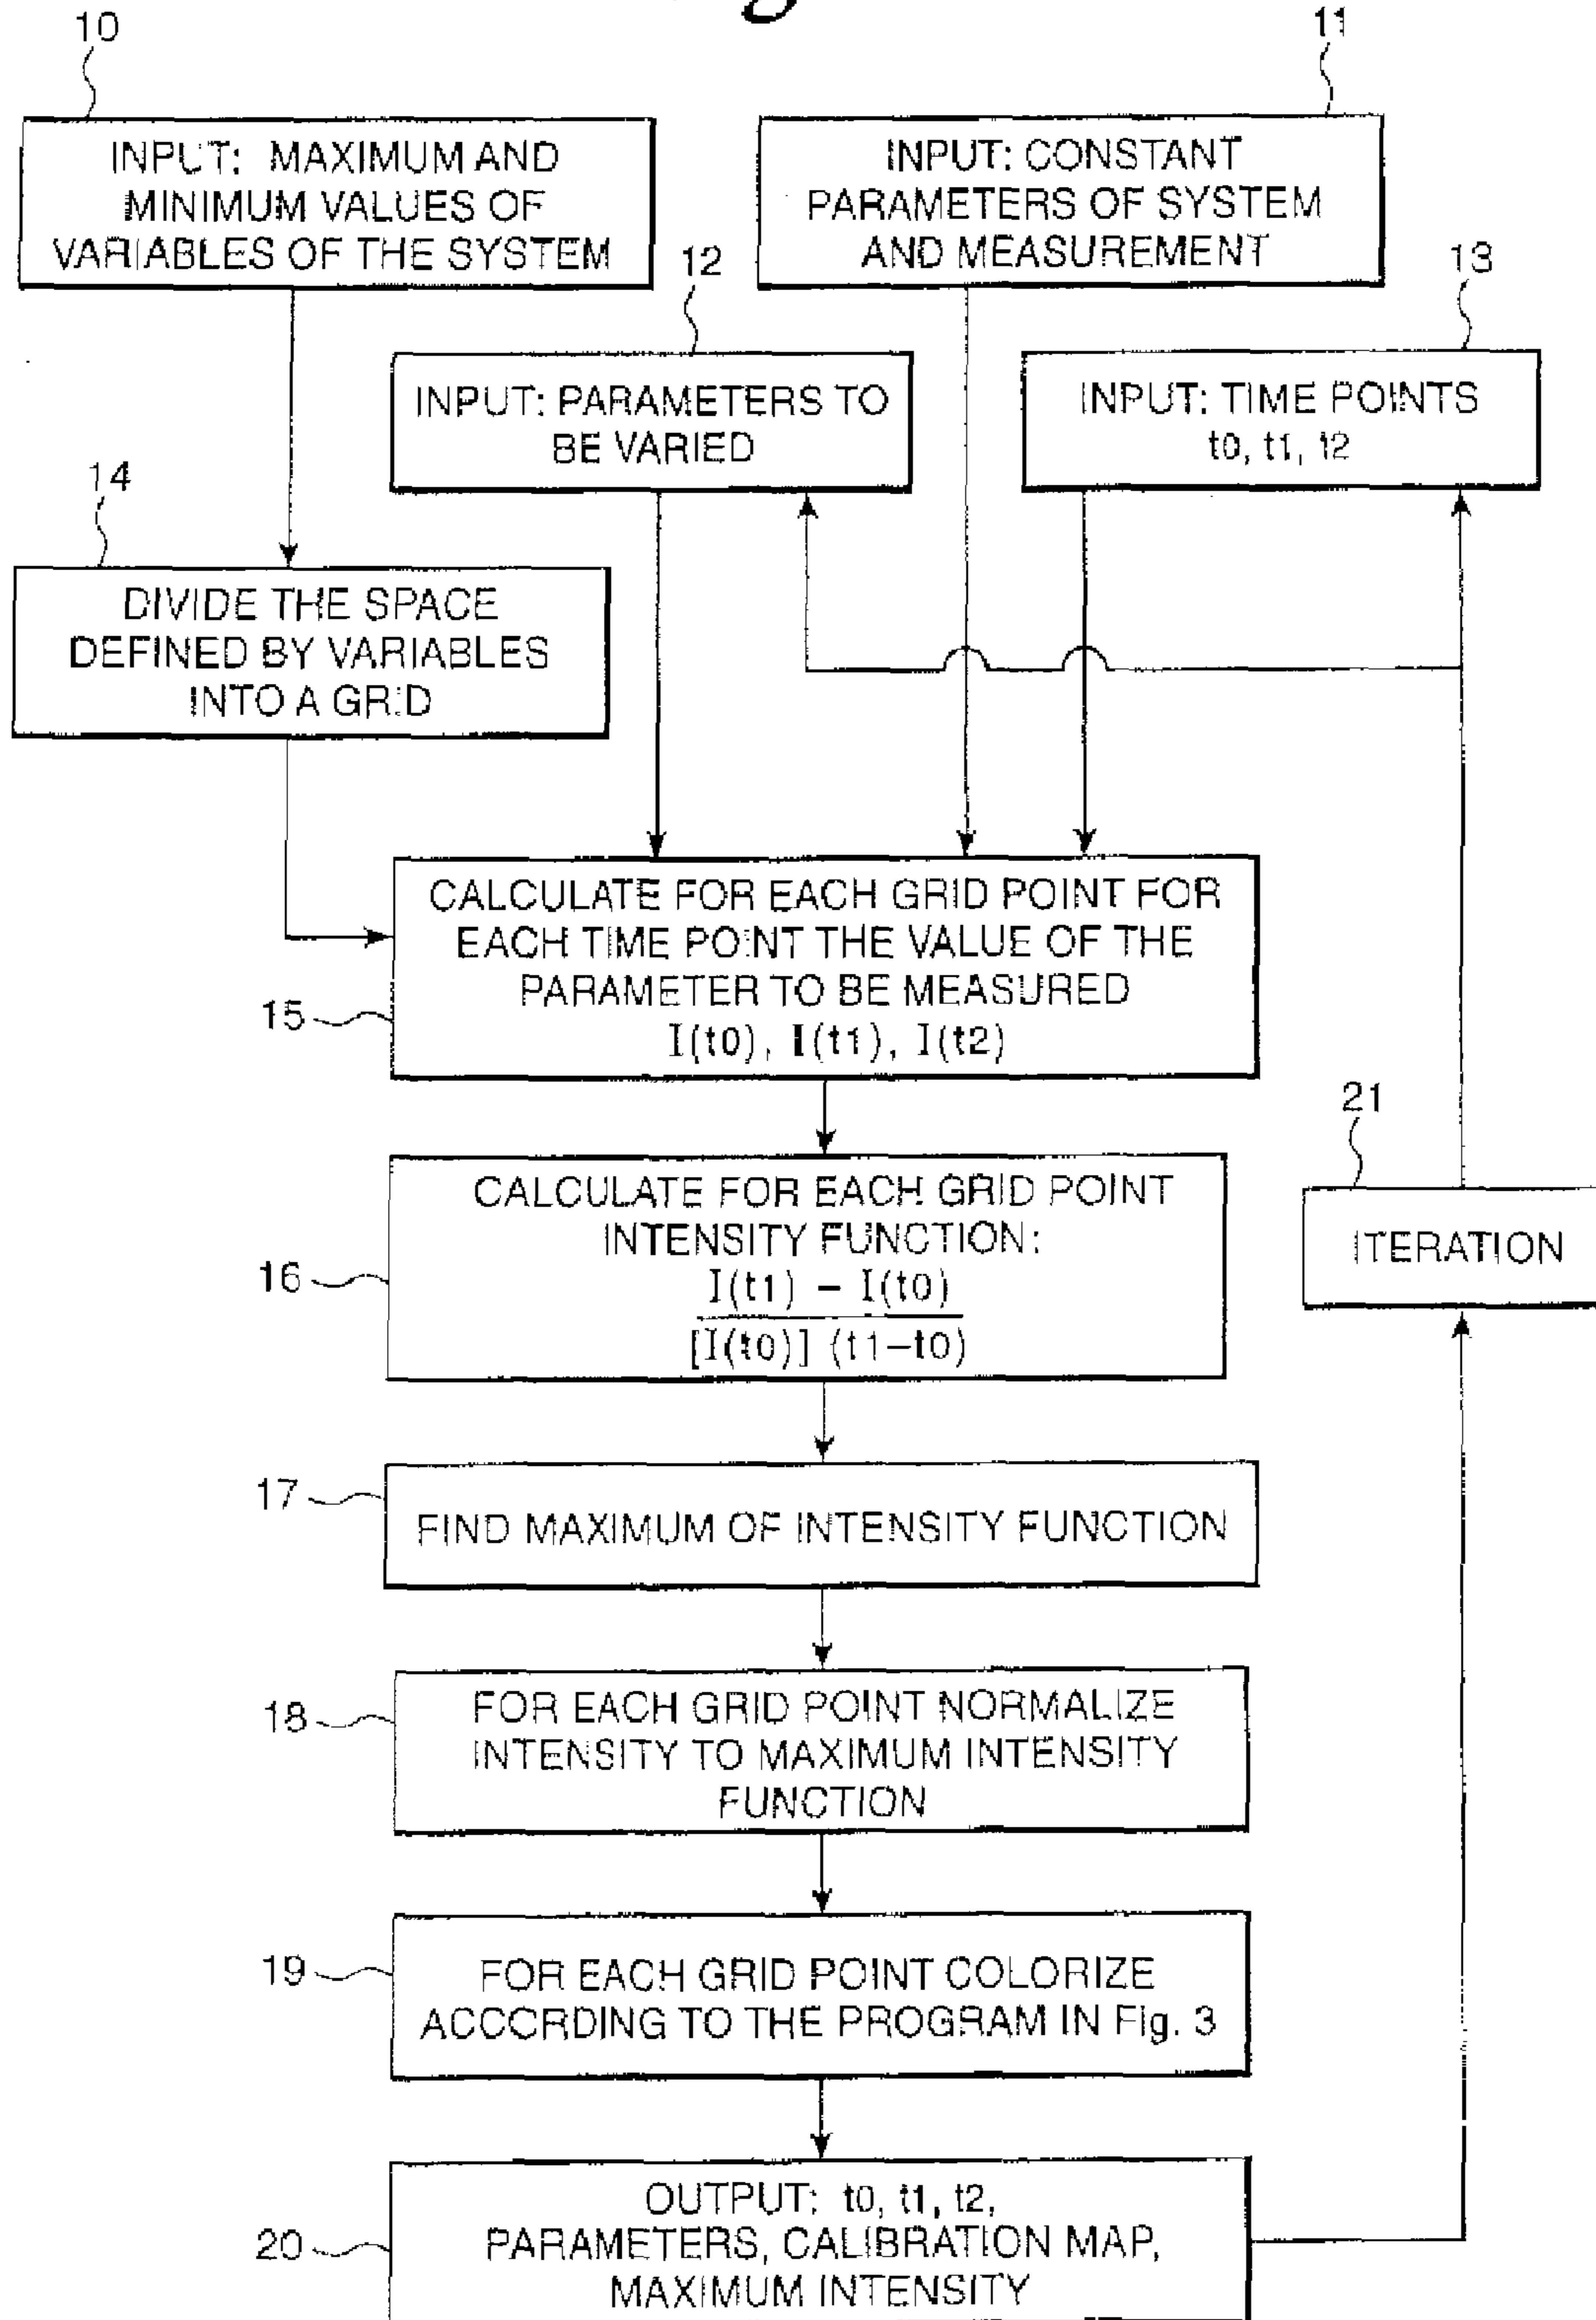 10
11
INPUT: MAXIMUM AND
MINIMUM VALUES OF
VARIABLES OF THE SYSTEM
INPUT: CONSTANT
PARAMETERS OF SYSTEM
AND MEASUREMENT
12
13
INPUT: PARAMETERS TO
BE VARIED
INPUT: TIME POINTS
t0, t1, t2
14
DIVIDE THE SPACE
DEFINED BY VARIABLES
INTO A GRID
CALCULATE FOR EACH GRID POINT FOR
EACH TIME POINT THE VALUE OF THE
PARAMETER TO BE MEASURED
I(t0), I(t1), I(t2)
15
21
CALCULATE FOR EACH GRID POINT
INTENSITY FUNCTION:
I(t1) – I(t0)
[I(t0)] (t1–t0)
16
ITERATION
17
FIND MAXIMUM OF INTENSITY FUNCTION
18
FOR EACH GRID POINT NORMALIZE
INTENSITY TO MAXIMUM INTENSITY
FUNCTION
19
FOR EACH GRID POINT COLORIZE
ACCORDING TO THE PROGRAM IN Fig. 3
20
OUTPUT: t0, t1, t2,
PARAMETERS, CALIBRATION MAP,
MAXIMUM INTENSITY